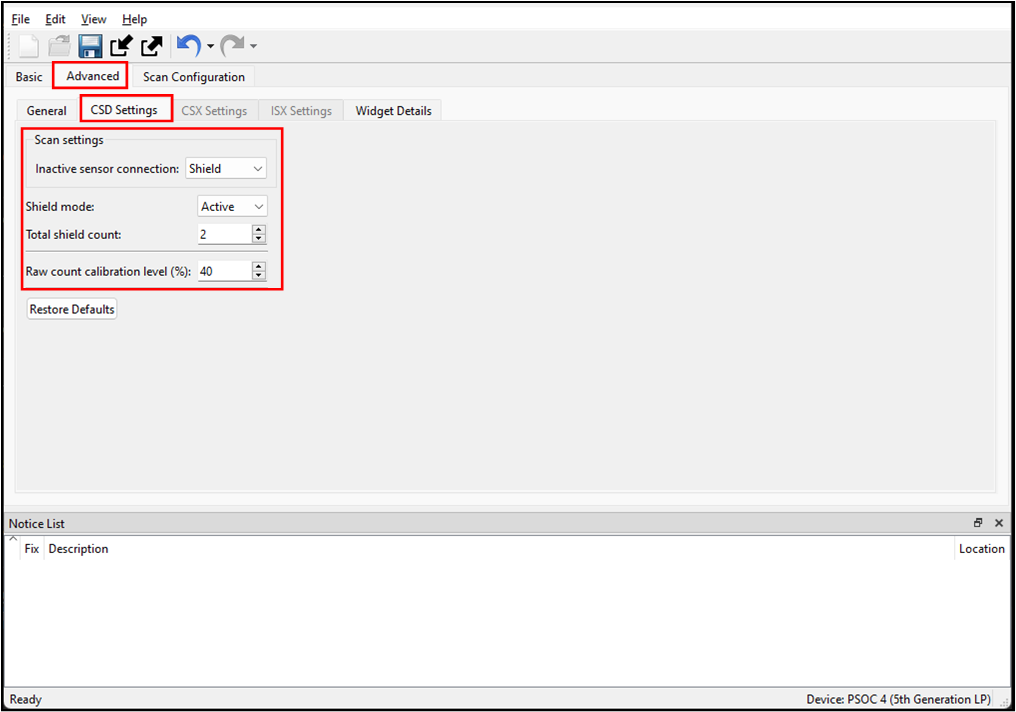 File Edit View Help
Basic Advanced Scan Configuration
General CSD Settings CSX Settings ISX Settings Widget Details
Scan settings
Inactive sensor connection: Shield
Shield mode: Active
Total shield count: 2
Raw count calibration level (%): 40
Restore Defaults
Notice List
Fix Description Location
Ready Device: PSOC 4 (5th Generation LP)